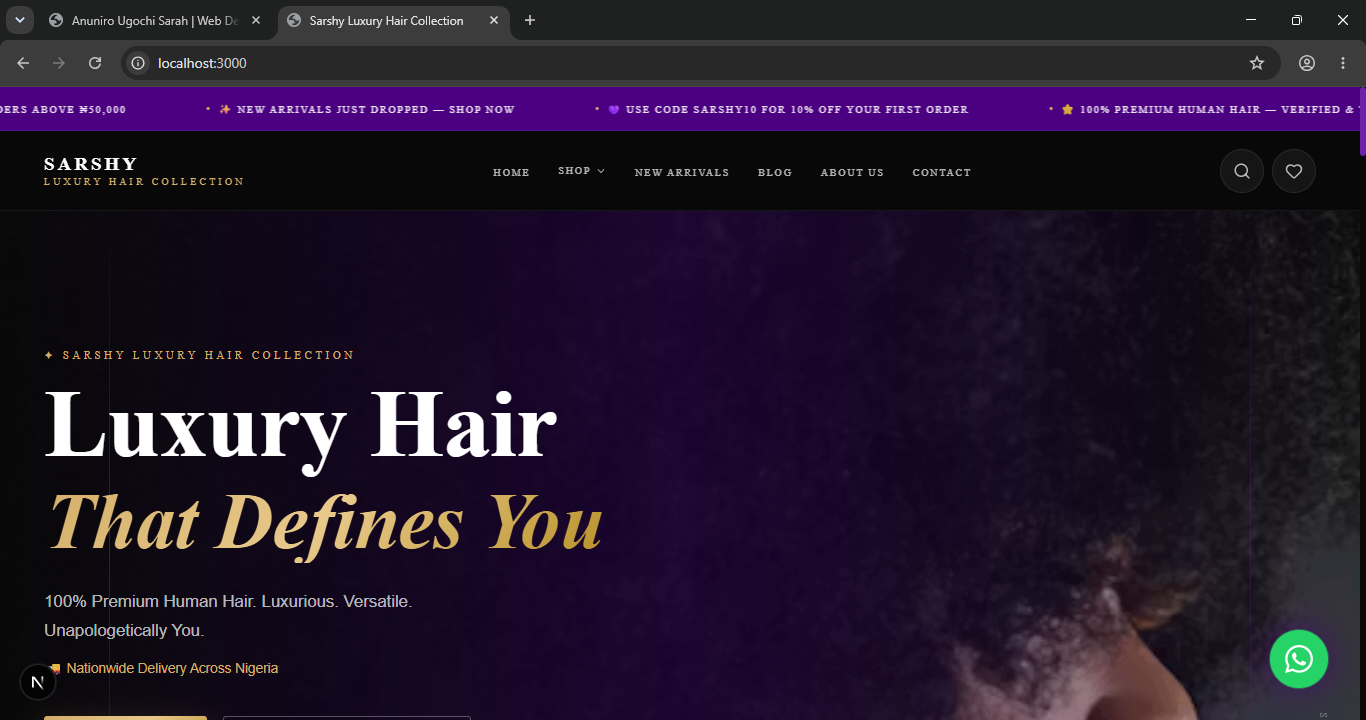 Anuniro Ugochi Sarah | Web De
Sarshy Luxury Hair Collection
localhost:3000
DERS ABOVE ₦50,000 • ✨ NEW ARRIVALS JUST DROPPED — SHOP NOW • 💜 USE CODE SARSHY10 FOR 10% OFF YOUR FIRST ORDER • 🌟 100% PREMIUM HUMAN HAIR — VERIFIED &
SARSHY
LUXURY HAIR COLLECTION
HOME SHOP NEW ARRIVALS BLOG ABOUT US CONTACT
✦ SARSHY LUXURY HAIR COLLECTION
Luxury Hair
That Defines You
100% Premium Human Hair. Luxurious. Versatile.
Unapologetically You.
Nationwide Delivery Across Nigeria
N